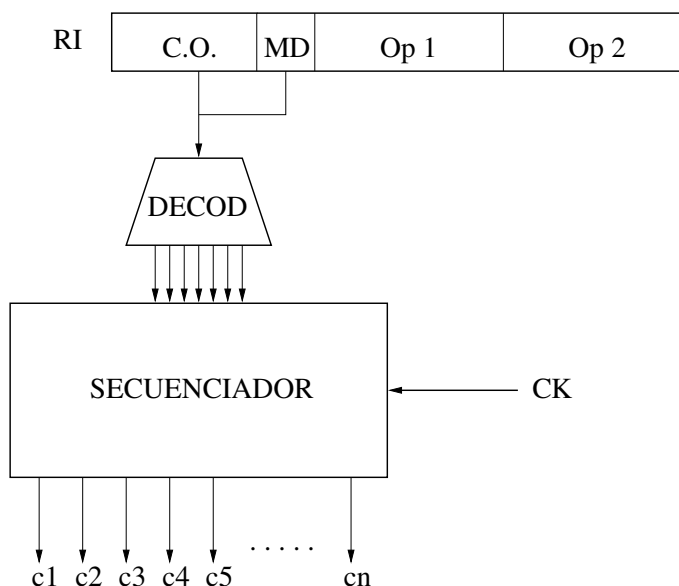 RI C.O. MD Op 1 Op 2
DECOD
SECUENCIADOR CK
c1 c2 c3 c4 c5 . . . . . cn